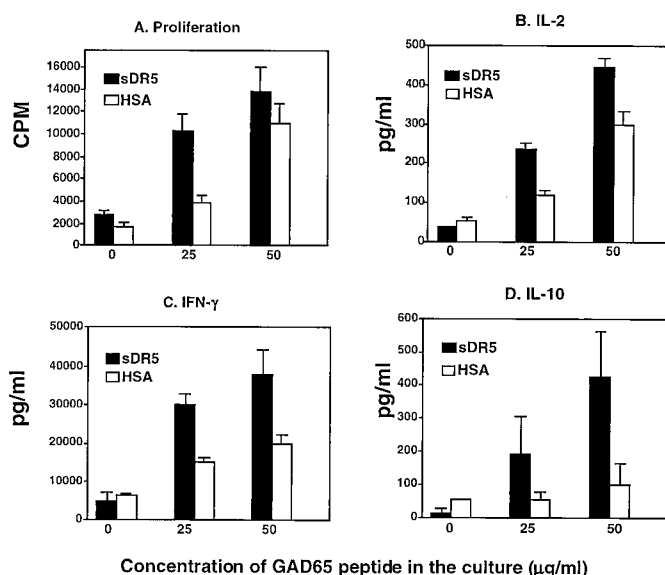 A. Proliferation
CPM
16000
14000
12000
10000
8000
6000
4000
2000
0
sDR5
HSA
0 25 50
B. IL-2
pg/ml
500
400
300
200
100
0
sDR5
HSA
0 25 50
C. IFN-γ
pg/ml
50000
40000
30000
20000
10000
0
sDR5
HSA
0 25 50
D. IL-10
pg/ml
600
600
400
300
200
100
0
sDR5
HSA
0 25 50
Concentration of GAD65 peptide in the culture (μg/ml)